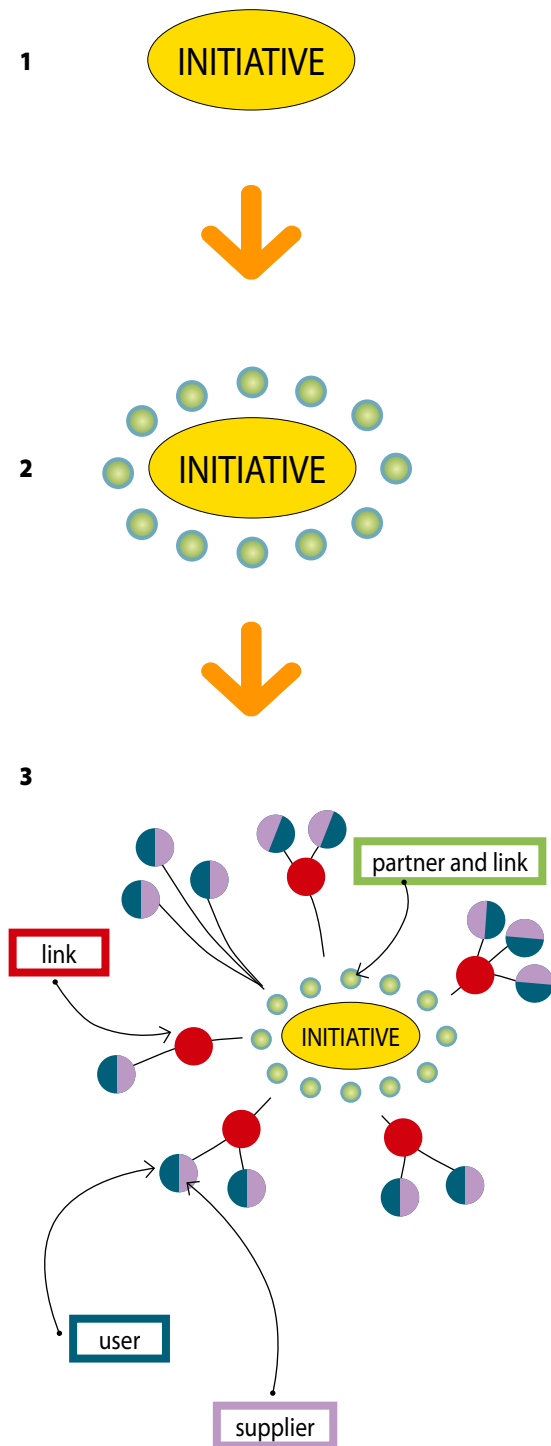 1
INITIATIVE
2
INITIATIVE
3
partner and link
link
INITIATIVE
user
supplier